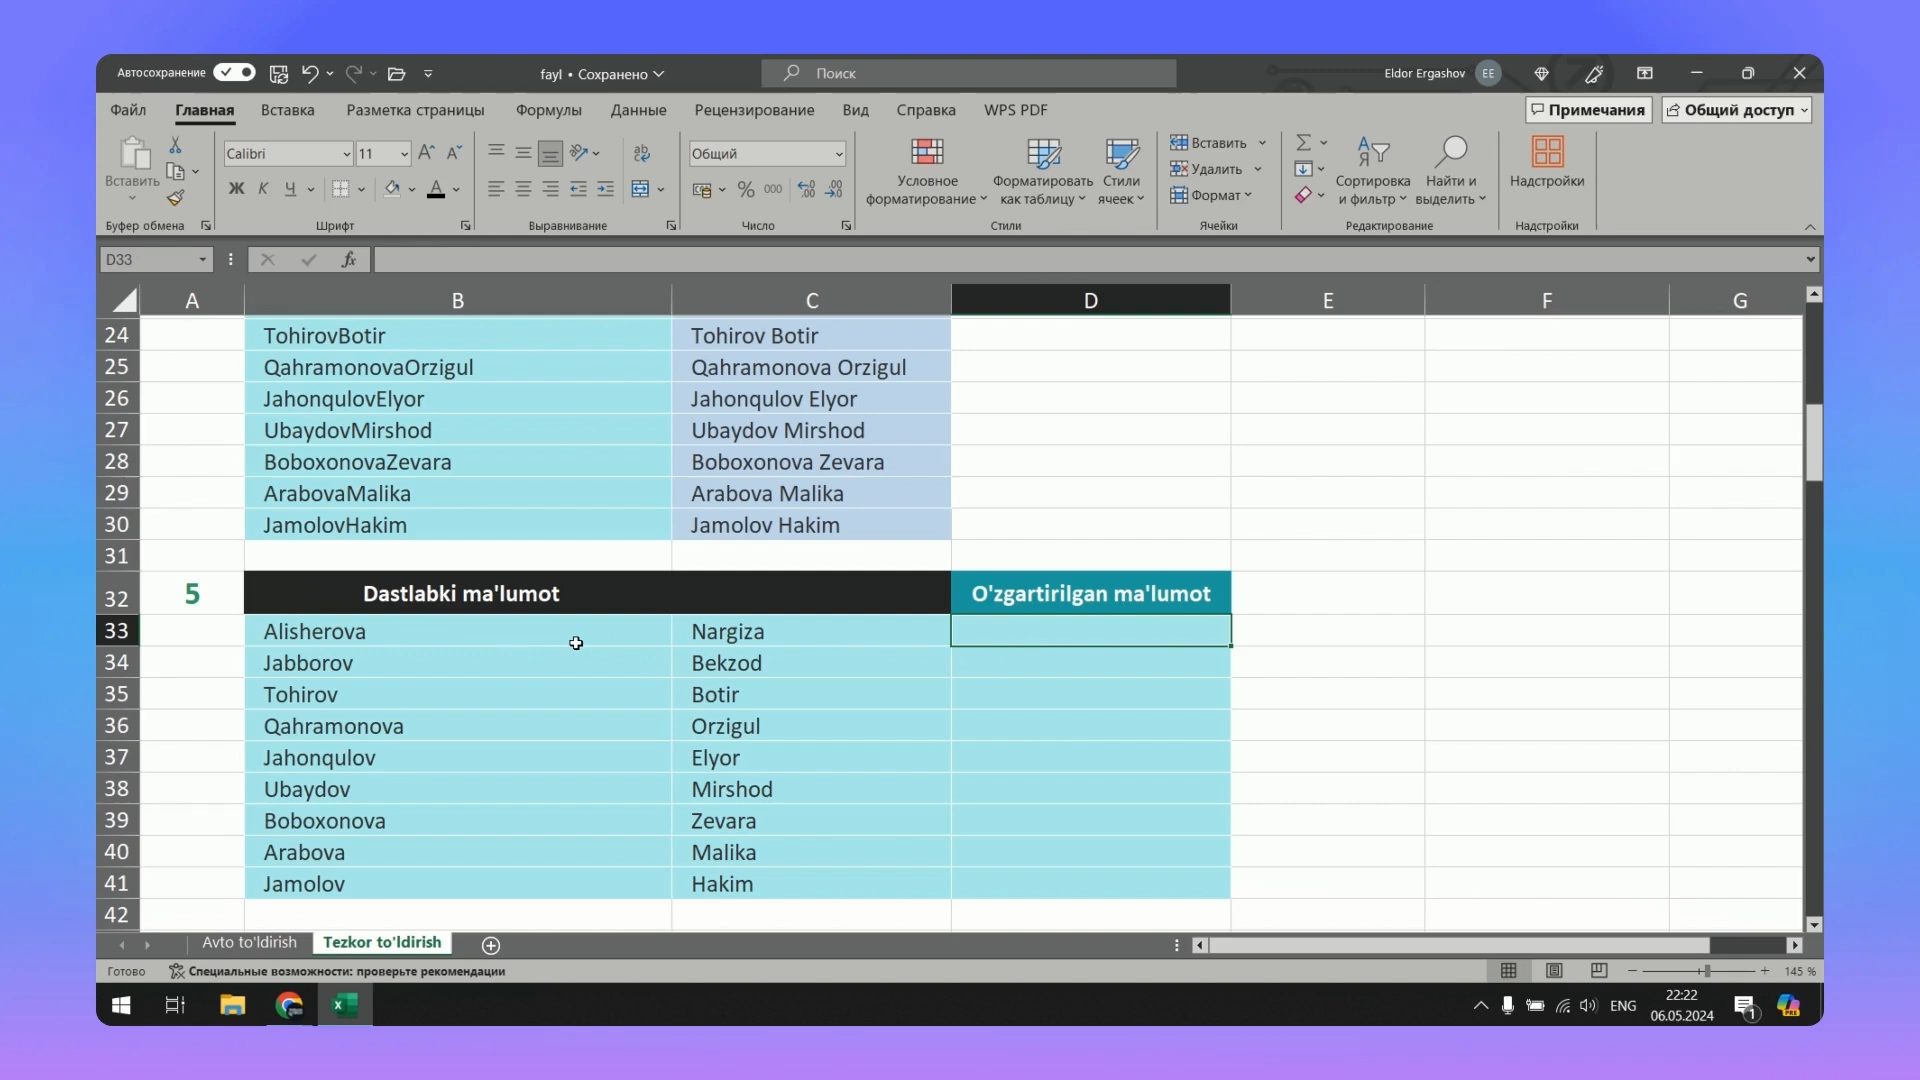 Автосохранение
fayl • Сохранено
Поиск
Eldor Ergashov EE
Файл Главная Вставка Разметка страницы Формулы Данные Рецензирование Вид Справка WPS PDF
Примечания Общий доступ
Вставить
Буфер обмена
Calibri 11
Ж К Ч
Шрифт
Выравнивание
Общий
% 000
Число
Условное форматирование
Форматировать как таблицу
Стили ячеек
Стили
Вставить
Удалить
Формат
Ячейки
Сортировка и фильтр
Найти и выделить
Редактирование
Надстройки
Надстройки
D33 fx
A B C D E F G
24 TohirovBotir Tohirov Botir
25 QahramonovaOrzigul Qahramonova Orzigul
26 JahonqulovElyor Jahonqulov Elyor
27 UbaydovMirshod Ubaydov Mirshod
28 BoboxonovaZevara Boboxonova Zevara
29 ArabovaMalika Arabova Malika
30 JamolovHakim Jamolov Hakim
31
32 5 Dastlabki ma'lumot O'zgartirilgan ma'lumot
33 Alisherova Nargiza
34 Jabborov Bekzod
35 Tohirov Botir
36 Qahramonova Orzigul
37 Jahonqulov Elyor
38 Ubaydov Mirshod
39 Boboxonova Zevara
40 Arabova Malika
41 Jamolov Hakim
42
Avto to'ldirish Tezkor to'ldirish
Готово Специальные возможности: проверьте рекомендации 145 %
ENG 22:22
06.05.2024 1